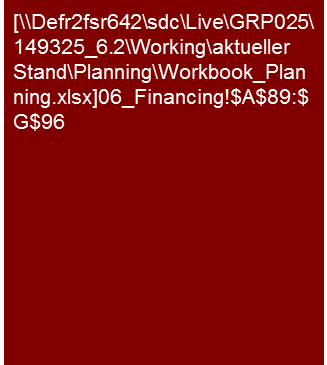 [\\Defr2fsr642\sdc\Live\GRP025\
149325_6.2\Working\aktueller
Stand\Planning\Workbook_Plan
ning.xlsx]06_Financing!$A$89:$
G$96